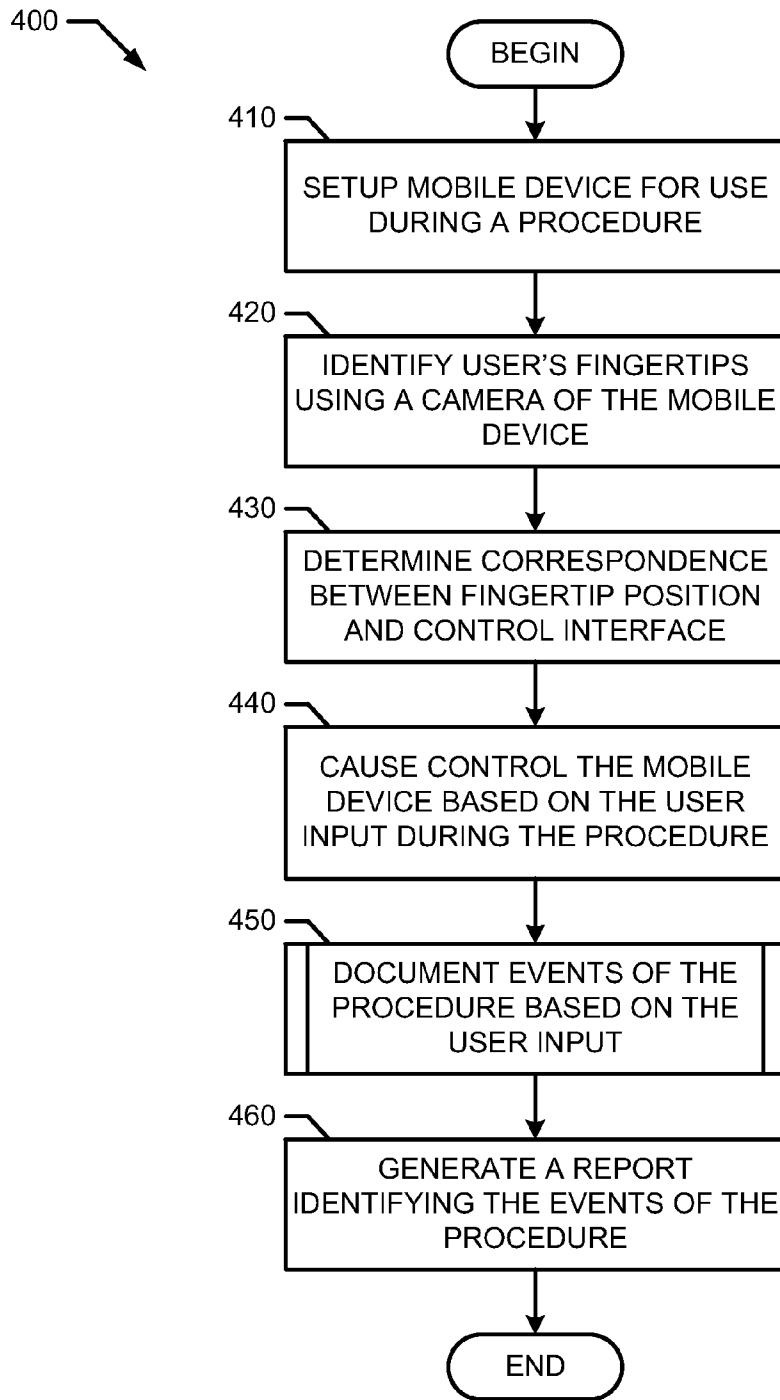 400
BEGIN
410
SETUP MOBILE DEVICE FOR USE
DURING A PROCEDURE
420
IDENTIFY USER'S FINGERTIPS
USING A CAMERA OF THE MOBILE
DEVICE
430
DETERMINE CORRESPONDENCE
BETWEEN FINGERTIP POSITION
AND CONTROL INTERFACE
440
CAUSE CONTROL THE MOBILE
DEVICE BASED ON THE USER
INPUT DURING THE PROCEDURE
450
DOCUMENT EVENTS OF THE
PROCEDURE BASED ON THE
USER INPUT
460
GENERATE A REPORT
IDENTIFYING THE EVENTS OF THE
PROCEDURE
END